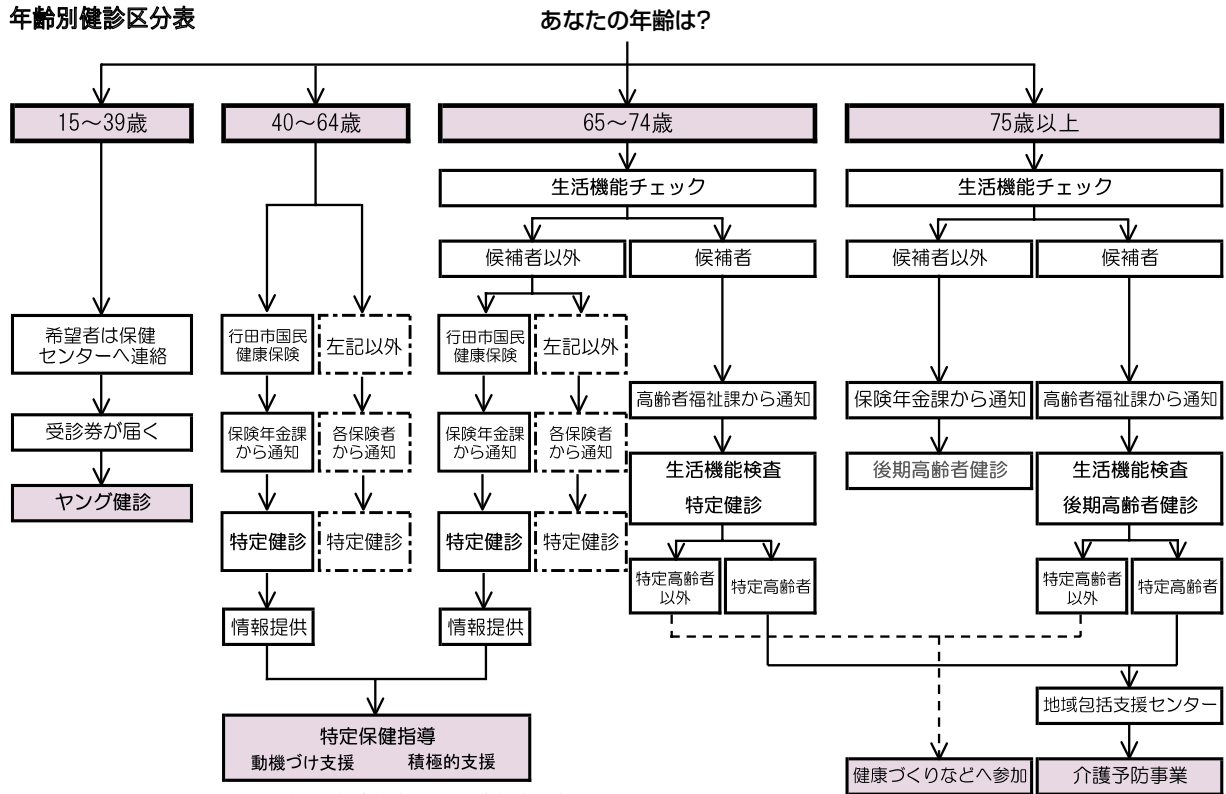 年齢別健診区分表
あなたの年齢は?
15〜39歳
40〜64歳
65〜74歳
75歳以上
生活機能チェック
生活機能チェック
候補者以外
候補者
候補者以外
候補者
希望者は保健
センターへ連絡
行田市国民
健康保険
左記以外
行田市国民
健康保険
左記以外
高齢者福祉課から通知
保険年金課から通知
高齢者福祉課から通知
受診券が届く
保険年金課
から通知
各保険者
から通知
保険年金課
から通知
各保険者
から通知
生活機能検査
特定健診
後期高齢者健診
生活機能検査
後期高齢者健診
ヤング健診
特定健診
特定健診
特定健診
特定健診
特定高齢者
以外
特定高齢者
特定高齢者
以外
特定高齢者
情報提供
情報提供
地域包括支援センター
特定保健指導
動機づけ支援 積極的支援
健康づくりなどへ参加
介護予防事業